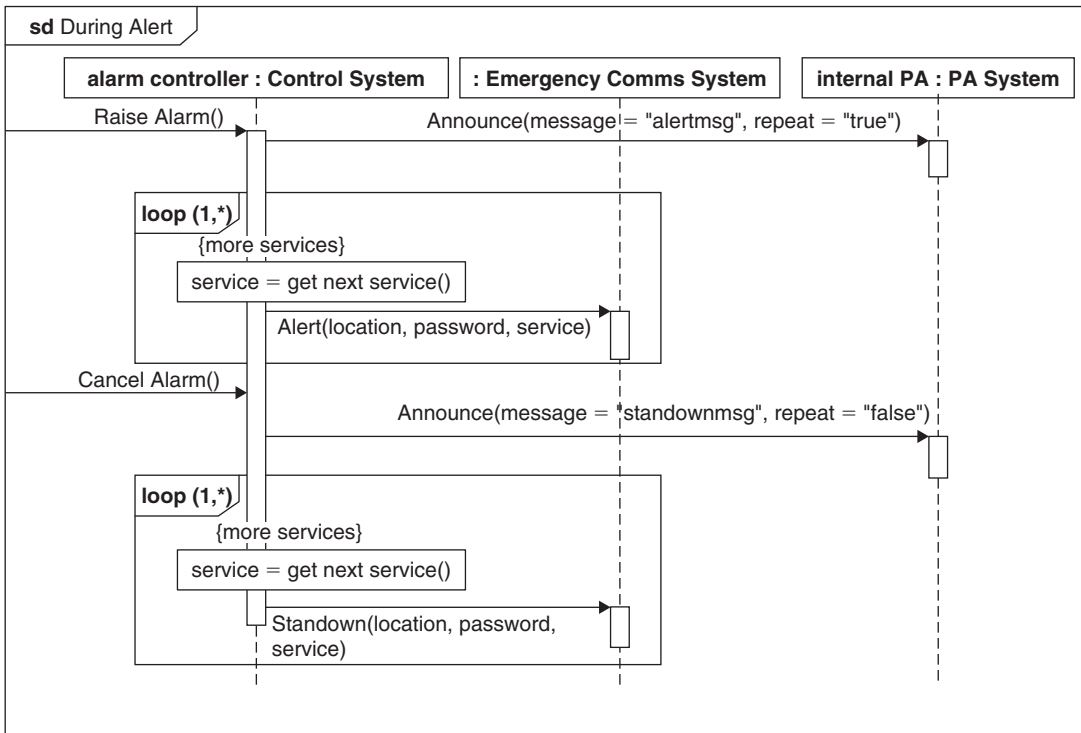 sd During Alert
alarm controller : Control System
: Emergency Comms System
internal PA : PA System
Raise Alarm()
Announce(message = "alertmsg", repeat = "true")
loop (1,*)
{more services}
service = get next service()
Alert(location, password, service)
Cancel Alarm()
Announce(message = "standownmsg", repeat = "false")
loop (1,*)
{more services}
service = get next service()
Standown(location, password,
service)